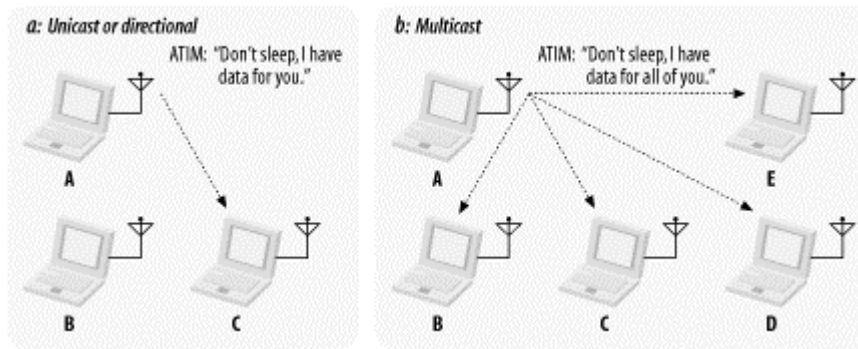 a: Unicast or directional
ATIM: "Don't sleep, I have
data for you."
A
B
C
b: Multicast
ATIM: "Don't sleep, I have
data for all of you."
A
E
B
C
D